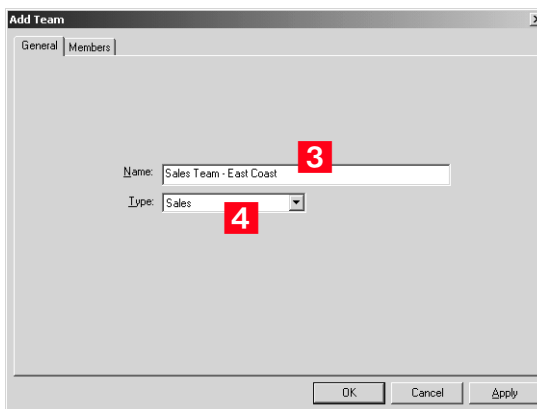 Add Team
General Members
3
Name: Sales Team - East Coast
Type: Sales
4
OK Cancel Apply